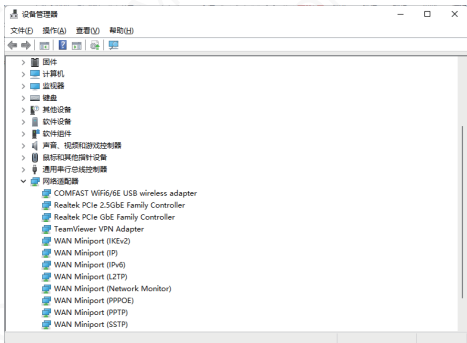 设备管理器
文件(F) 操作(A) 查看(V) 帮助(H)
固件
计算机
监视器
键盘
其他设备
软件设备
软件组件
声音、视频和游戏控制器
鼠标和其他指针设备
通用串行总线控制器
网络适配器
COMFAST WiFi6/6E USB wireless adapter
Realtek PCIe 2.5GbE Family Controller
Realtek PCIe GbE Family Controller
TeamViewer VPN Adapter
WAN Miniport (IKEv2)
WAN Miniport (IP)
WAN Miniport (IPv6)
WAN Miniport (L2TP)
WAN Miniport (Network Monitor)
WAN Miniport (PPPOE)
WAN Miniport (PPTP)
WAN Miniport (SSTP)